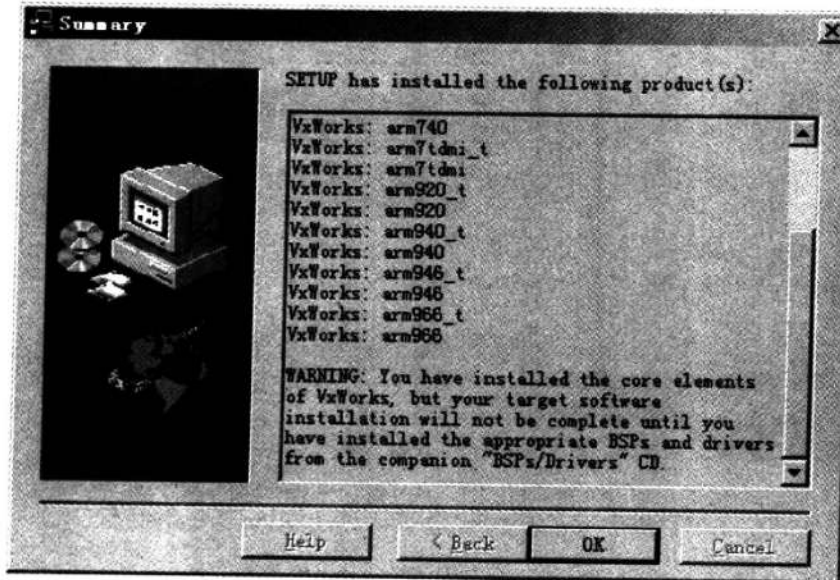 Summary
SETUP has installed the following product(s):
VxWorks: arm740
VxWorks: arm7tdmi_t
VxWorks: arm7tdmi
VxWorks: arm920_t
VxWorks: arm920
VxWorks: arm940_t
VxWorks: arm940
VxWorks: arm946_t
VxWorks: arm946
VxWorks: arm966_t
VxWorks: arm966
WARNING: You have installed the core elements
of VxWorks, but your target software
installation will not be complete until you
have installed the appropriate BSPs and drivers
from the companion "BSPs/Drivers" CD.
Help
< Back
OK
Cancel